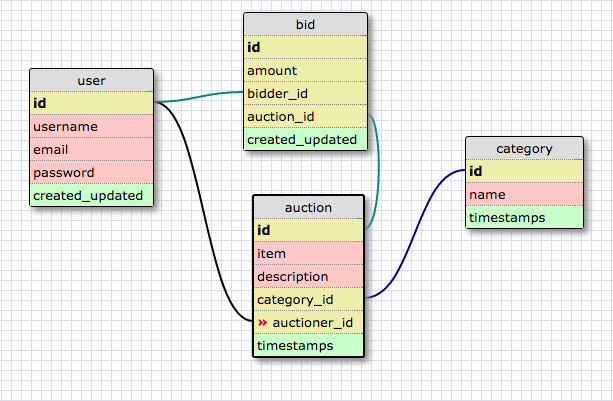 bid
id
amount
bidder_id
auction_id
created_updated
user
id
username
email
password
created_updated
category
id
name
timestamps
auction
id
item
description
category_id
» auctioner_id
timestamps